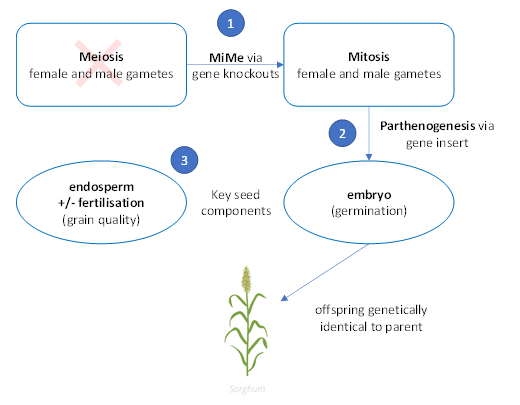 1
Meiosis
female and male gametes
MiMe via
gene knockouts
Mitosis
female and male gametes
2
Parthenogenesis via
gene insert
3
endosperm
+/- fertilisation
(grain quality)
Key seed
components
embryo
(germination)
offspring genetically
identical to parent
Sorghum